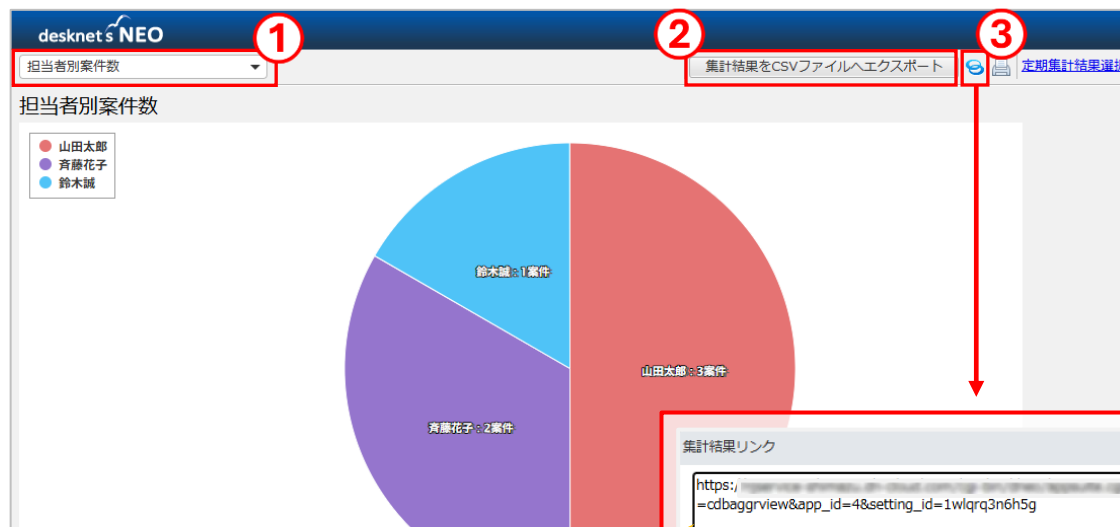 desknet's NEO
1
2
3
担当者別案件数
集計結果をCSVファイルへエクスポート
定期集計結果選
担当者別案件数
山田太郎
斉藤花子
鈴木誠
鈴木誠：1案件
山田太郎：3案件
斉藤花子：2案件
集計結果リンク
https:/
=cdbaggrview&app_id=4&setting_id=1wlqrq3n6h5g